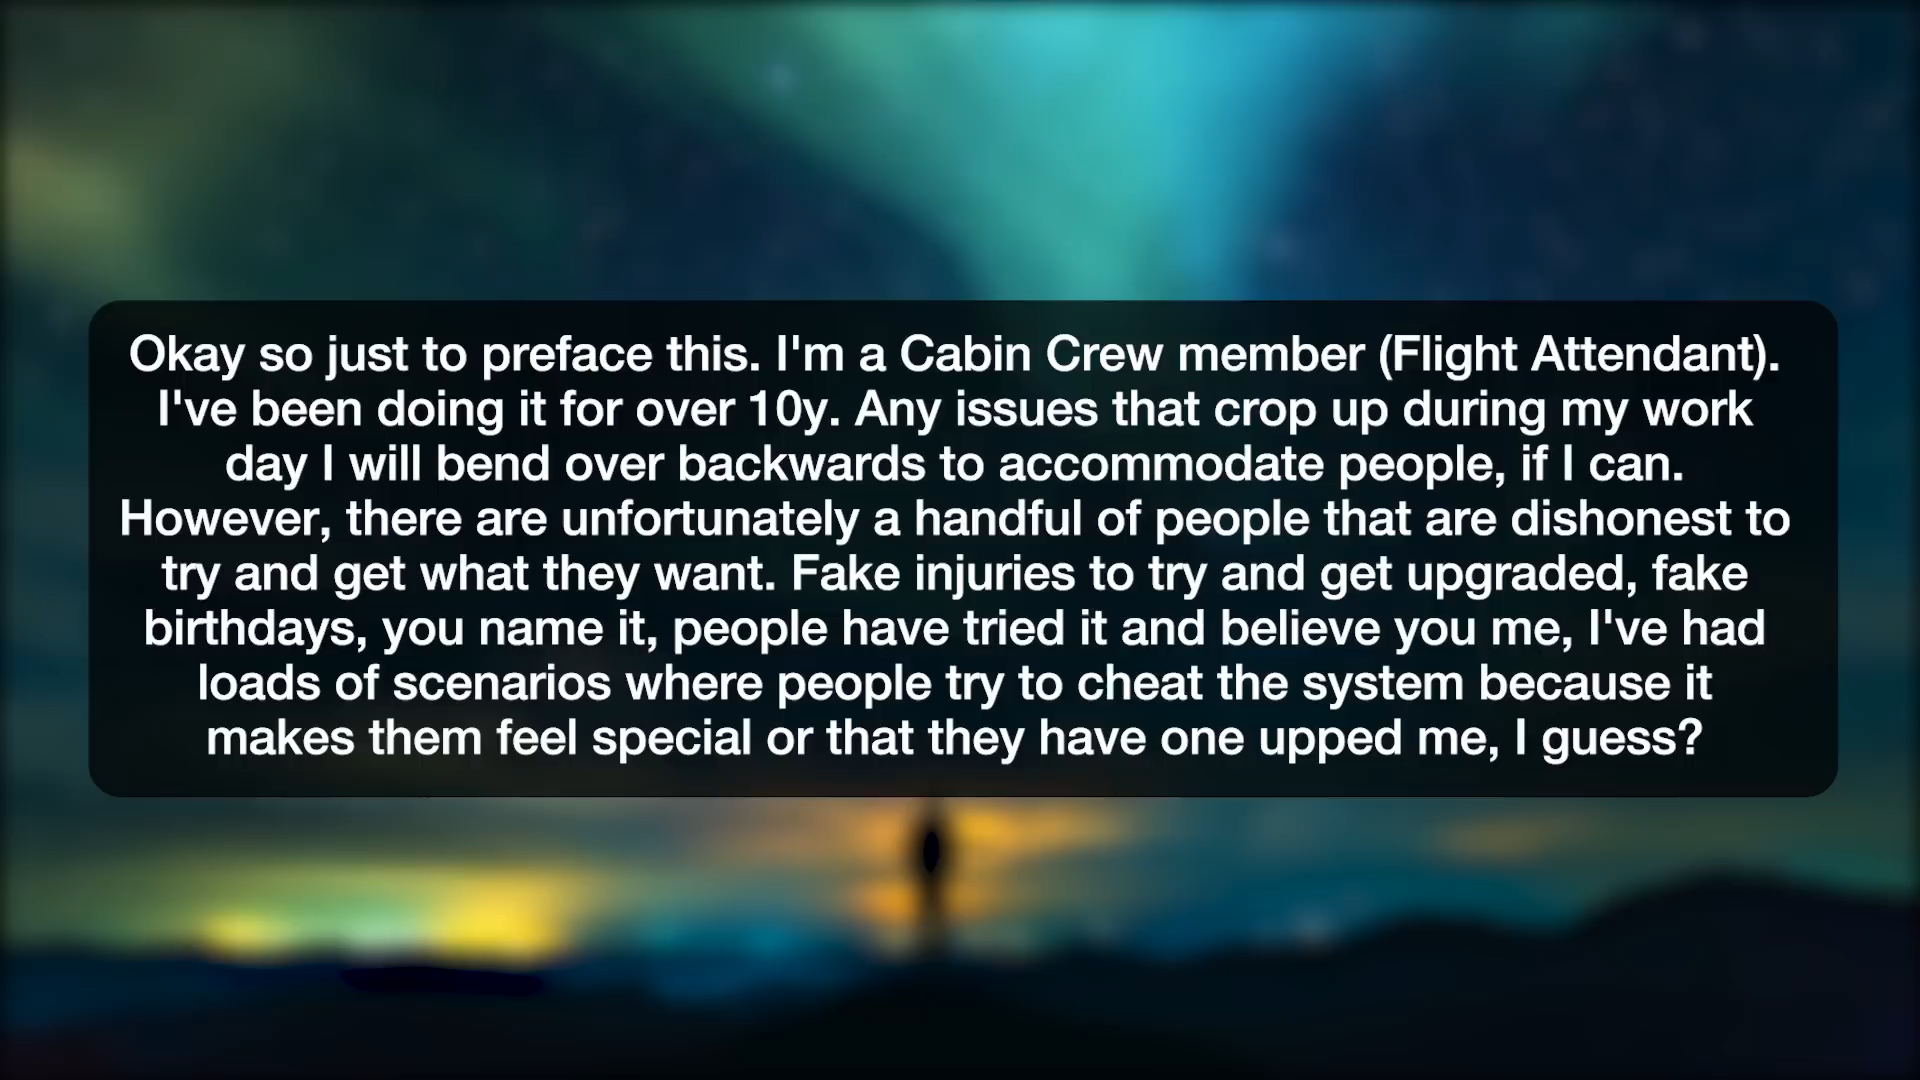 Okay so just to preface this. I'm a Cabin Crew member (Flight Attendant).
I've been doing it for over 10y. Any issues that crop up during my work
day I will bend over backwards to accommodate people, if I can.
However, there are unfortunately a handful of people that are dishonest to
try and get what they want. Fake injuries to try and get upgraded, fake
birthdays, you name it, people have tried it and believe you me, I've had
loads of scenarios where people try to cheat the system because it
makes them feel special or that they have one upped me, I guess?